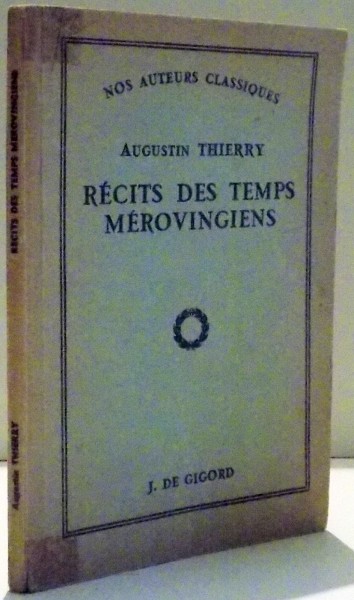 NOS AUTEURS CLASSIQUES
AUGUSTIN THIERRY
RÉCITS DES TEMPS
MÉROVINGIENS
J. DE GIGORD
RÉCITS DES TEMPS MÉROVINGIENS
Augustin THIERRY